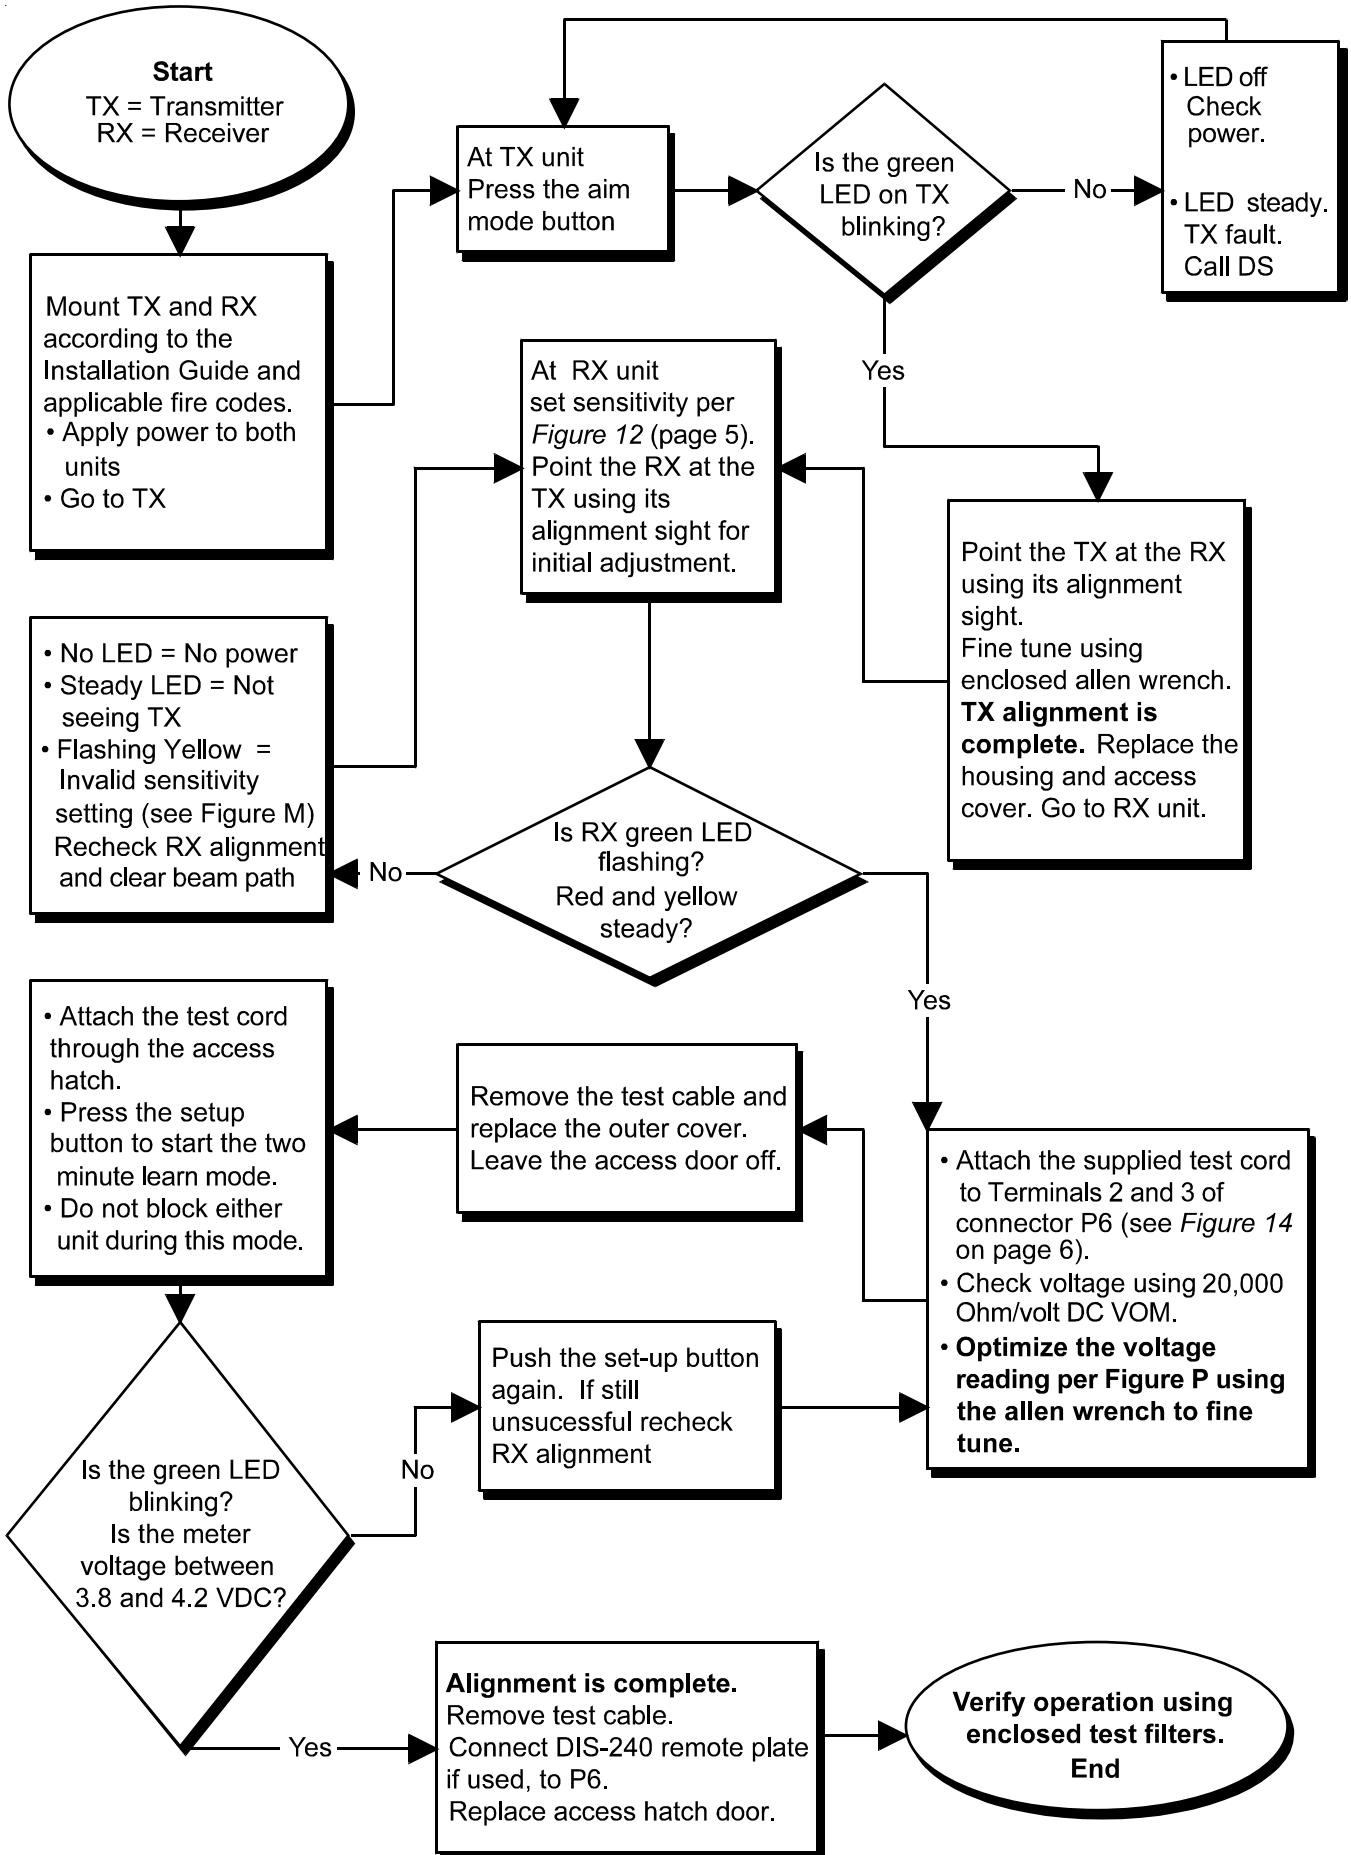 Start
TX = Transmitter
RX = Receiver
Mount TX and RX
according to the
Installation Guide and
applicable fire codes.
• Apply power to both
units
• Go to TX
At TX unit
Press the aim
mode button
Is the green
LED on TX
blinking?
No
• LED off
Check
power.
• LED steady.
TX fault.
Call DS
Yes
Point the TX at the RX
using its alignment
sight.
Fine tune using
enclosed allen wrench.
TX alignment is
complete. Replace the
housing and access
cover. Go to RX unit.
At RX unit
set sensitivity per
Figure 12 (page 5).
Point the RX at the
TX using its
alignment sight for
initial adjustment.
Is RX green LED
flashing?
Red and yellow
steady?
No
• No LED = No power
• Steady LED = Not
seeing TX
• Flashing Yellow =
Invalid sensitivity
setting (see Figure M)
Recheck RX alignment
and clear beam path
Yes
• Attach the supplied test cord
to Terminals 2 and 3 of
connector P6 (see Figure 14
on page 6).
• Check voltage using 20,000
Ohm/volt DC VOM.
• Optimize the voltage
reading per Figure P using
the allen wrench to fine
tune.
Remove the test cable and
replace the outer cover.
Leave the access door off.
• Attach the test cord
through the access
hatch.
• Press the setup
button to start the two
minute learn mode.
• Do not block either
unit during this mode.
Is the green LED
blinking?
Is the meter
voltage between
3.8 and 4.2 VDC?
No
Push the set-up button
again. If still
unsucessful recheck
RX alignment
Yes
Alignment is complete.
Remove test cable.
Connect DIS-240 remote plate
if used, to P6.
Replace access hatch door.
Verify operation using
enclosed test filters.
End